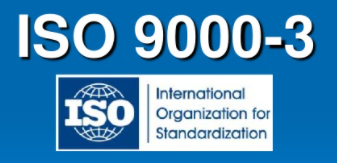 ISO 9000-3
ISO
International
Organization for
Standardization